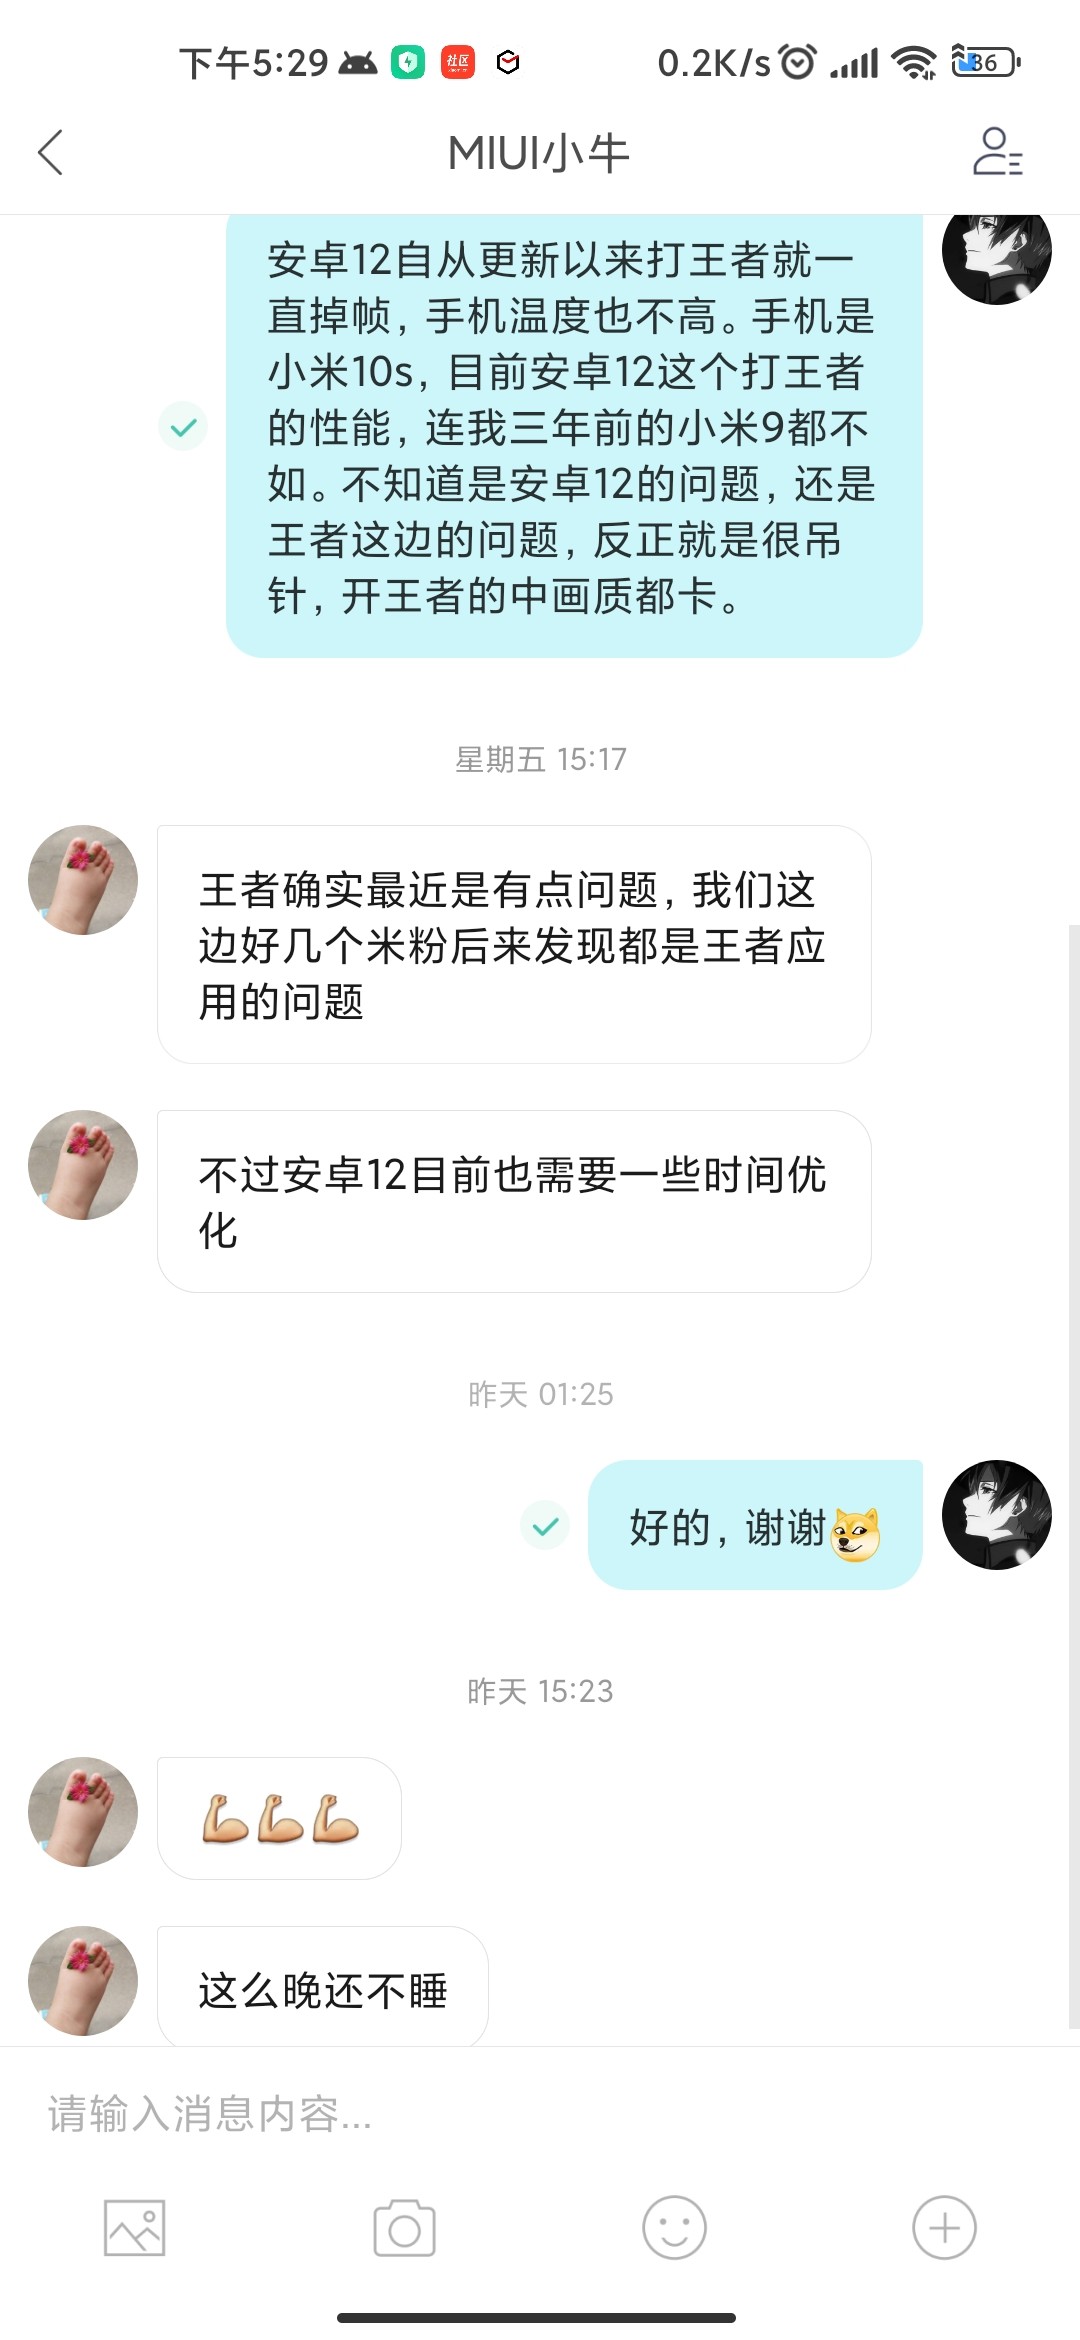 下午5:29
社区
0.2K/s
36
MIUI小牛
安卓12自从更新以来打王者就一
直掉帧，手机温度也不高。手机是
小米10s，目前安卓12这个打王者
的性能，连我三年前的小米9都不
如。不知道是安卓12的问题，还是
王者这边的问题，反正就是很吊
针，开王者的中画质都卡。
星期五 15:17
王者确实最近是有点问题，我们这
边好几个米粉后来发现都是王者应
用的问题
不过安卓12目前也需要一些时间优
化
昨天 01:25
好的，谢谢
昨天 15:23
💪💪💪
这么晚还不睡
请输入消息内容...